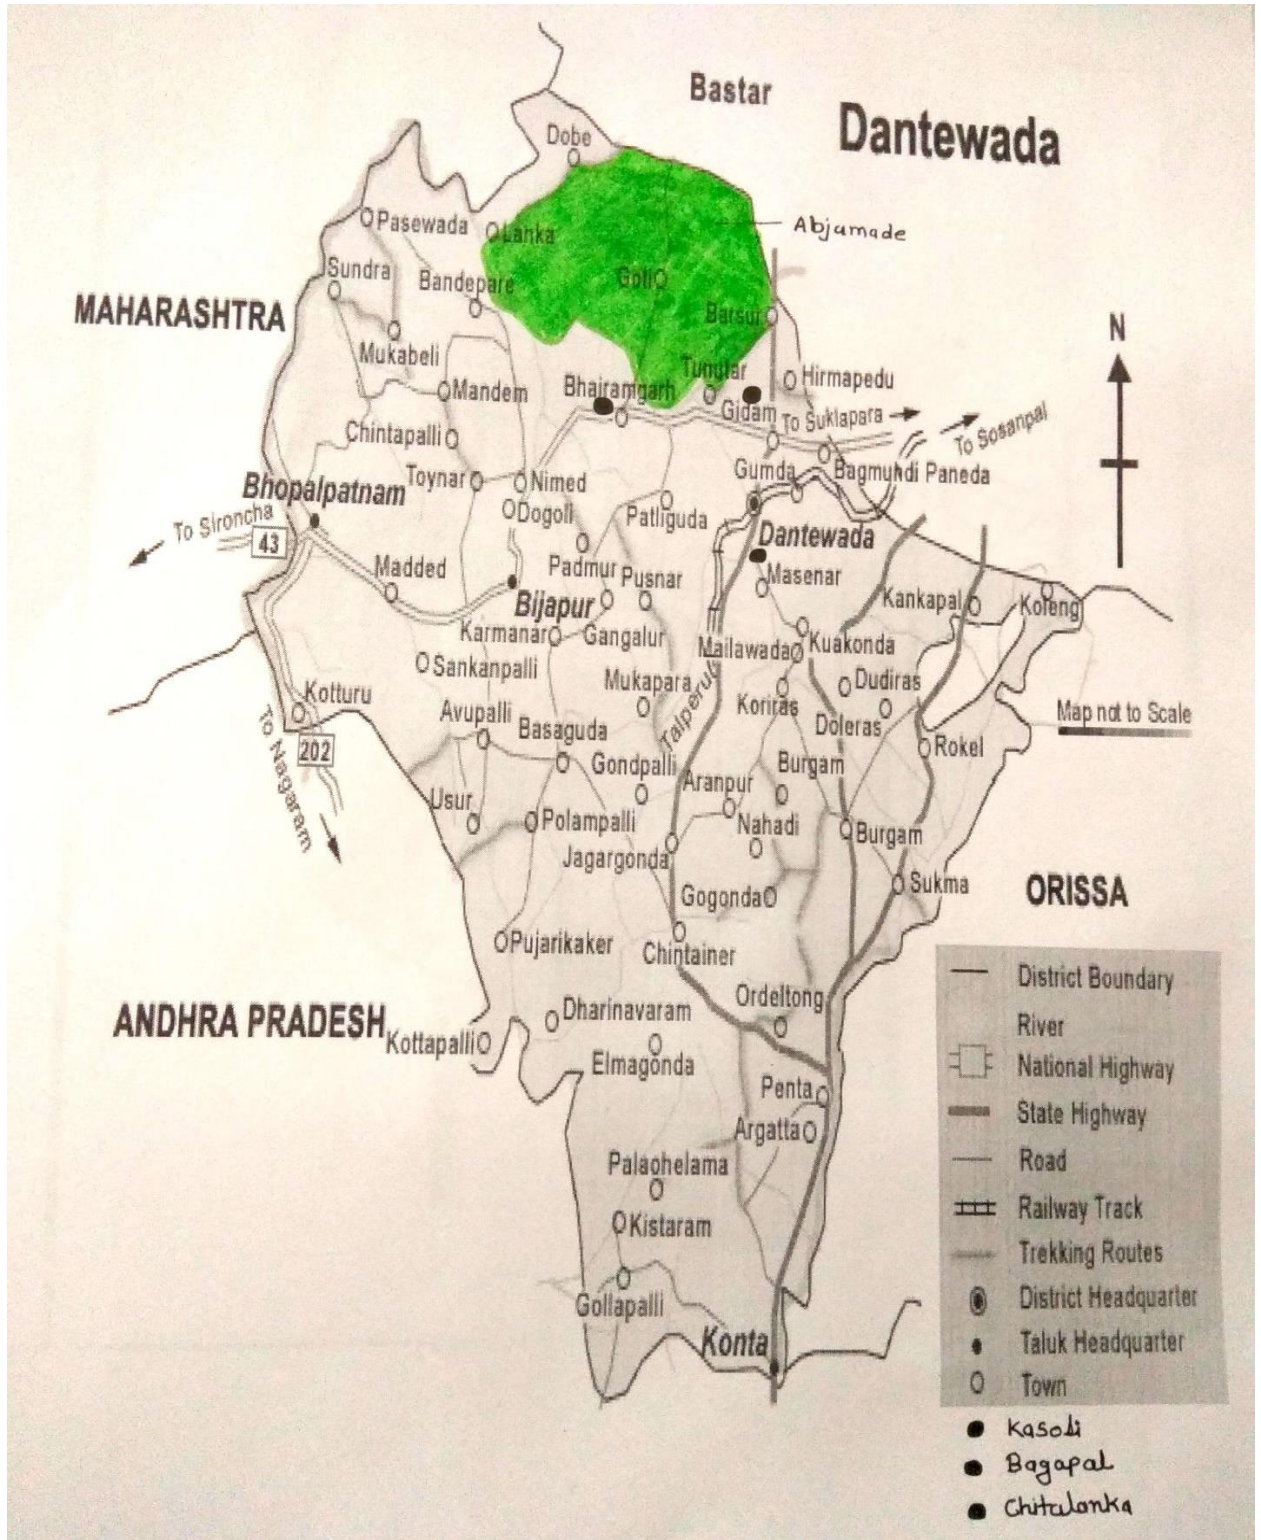 Bastar
Dantewada
Dobe
Abjamade
Pasewada
Lanka
Sundra
Bandepare
Goti
MAHARASHTRA
Barsui
N
Mukabeli
Tunular
Hirmapedu
Mandem
Bhairamgarh
Gidam
To Suklapara
To Sosanpal
Chintapalli
Toynar
Nimed
Gumda
Bagmundi Paneda
Bhopalpatnam
Dogoli
Patliguda
To Sironcha
43
Dantewada
Madded
Padmur
Pusnar
Masenar
Bijapur
Kankapal
Koleng
Karmanar
Gangalur
Mailawada
Kuakonda
Sankanpalli
Mukapara
Dudiras
Kotturu
Koriras
Talperu
Avupalli
Basaguda
Doleras
Map not to Scale
To Nagaram
202
Gondpalli
Burgam
Rokel
Aranpur
Usur
Polampalli
Nahadi
Burgam
Jagargonda
Sukma
ORISSA
Gogonda
Pujarikaker
Chintainer
District Boundary
Ordeltong
Dharinavaram
River
ANDHRA PRADESH
Kottapalli
Elmagonda
National Highway
Penta
State Highway
Argatta
Road
Palaohelama
Railway Track
Kistaram
Trekking Routes
Gollapalli
District Headquarter
Konta
Taluk Headquarter
Town
Kasoli
Bagapal
Chitalanka